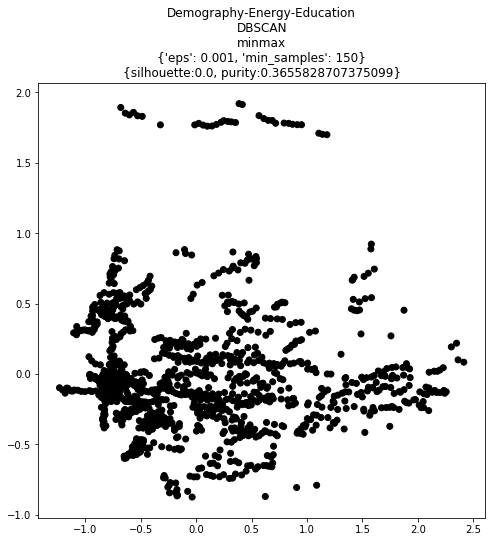 Demography-Energy-Education
DBSCAN
minmax
{'eps': 0.001, 'min_samples': 150}
{silhouette:0.0, purity:0.3655828707375099}
2.0
1.5
1.0
0.5
0.0
−0.5
−1.0
−1.0 −0.5 0.0 0.5 1.0 1.5 2.0 2.5